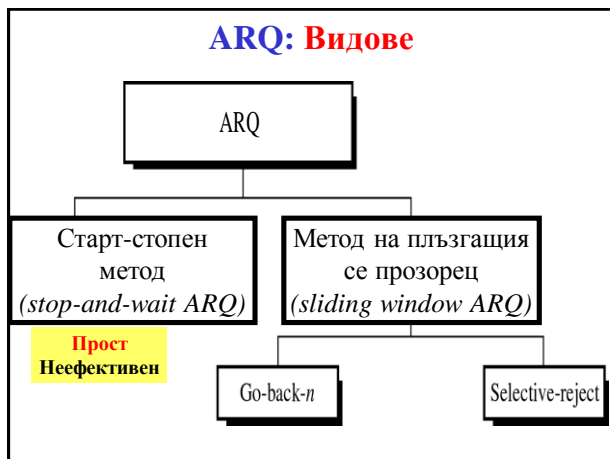 ARQ: Видове
ARQ
Старт-стопен
метод
(stop-and-wait ARQ)
Метод на плъзгащия
се прозорец
(sliding window ARQ)
Прост
Неефективен
Go-back-n
Selective-reject